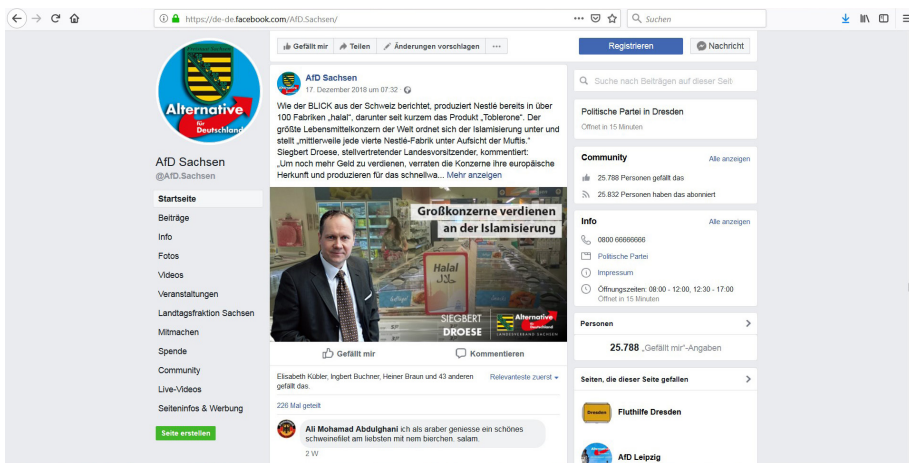 https://de-de.facebook.com/AfD.Sachsen/
Suchen
Alternative
für
Deutschland
AfD Sachsen
@AfD.Sachsen
Startseite
Beiträge
Info
Fotos
Videos
Veranstaltungen
Landtagsfraktion Sachsen
Mitmachen
Spende
Community
Live-Videos
Seiteninfos & Werbung
Seite erstellen
Gefällt mir Teilen Änderungen vorschlagen
AfD Sachsen
17. Dezember 2018 um 07:32 ·
Wie der BLICK aus der Schweiz berichtet, produziert Nestlé bereits in über
100 Fabriken „halal", darunter seit kurzem das Produkt „Toblerone". Der
größte Lebensmittelkonzern der Welt ordnet sich der Islamisierung unter und
stellt „mittlerweile jede vierte Nestlé-Fabrik unter Aufsicht der Muftis."
Siegbert Droese, stellvertretender Landesvorsitzender, kommentiert:
„Um noch mehr Geld zu verdienen, verraten die Konzerne ihre europäische
Herkunft und produzieren für das schnellwa... Mehr anzeigen
Großkonzerne verdienen
an der Islamisierung
Halal
حلال
SIEGBERT
DROESE
Alternative
für
Deutschland
LANDESVERBAND SACHSEN
Gefällt mir Kommentieren
Elisabeth Kübler, Ingbert Buchner, Heiner Braun und 43 anderen
gefällt das.
Relevanteste zuerst
226 Mal geteilt
Ali Mohamad Abdulghani ich als araber geniesse ein schönes
schweinefilet am liebsten mit nem bierchen. salam.
2 W
Registrieren Nachricht
Suche nach Beiträgen auf dieser Seit
Politische Partei in Dresden
Öffnet in 15 Minuten
Community Alle anzeigen
25.788 Personen gefällt das
25.832 Personen haben das abonniert
Info Alle anzeigen
0800 66666666
Politische Partei
Impressum
Öffnungszeiten: 08:00 - 12:00, 12:30 - 17:00
Öffnet in 15 Minuten
Personen
25.788 „Gefällt mir"-Angaben
Seiten, die dieser Seite gefallen
Dresden
Fluthilfe Dresden
AfD Leipzig